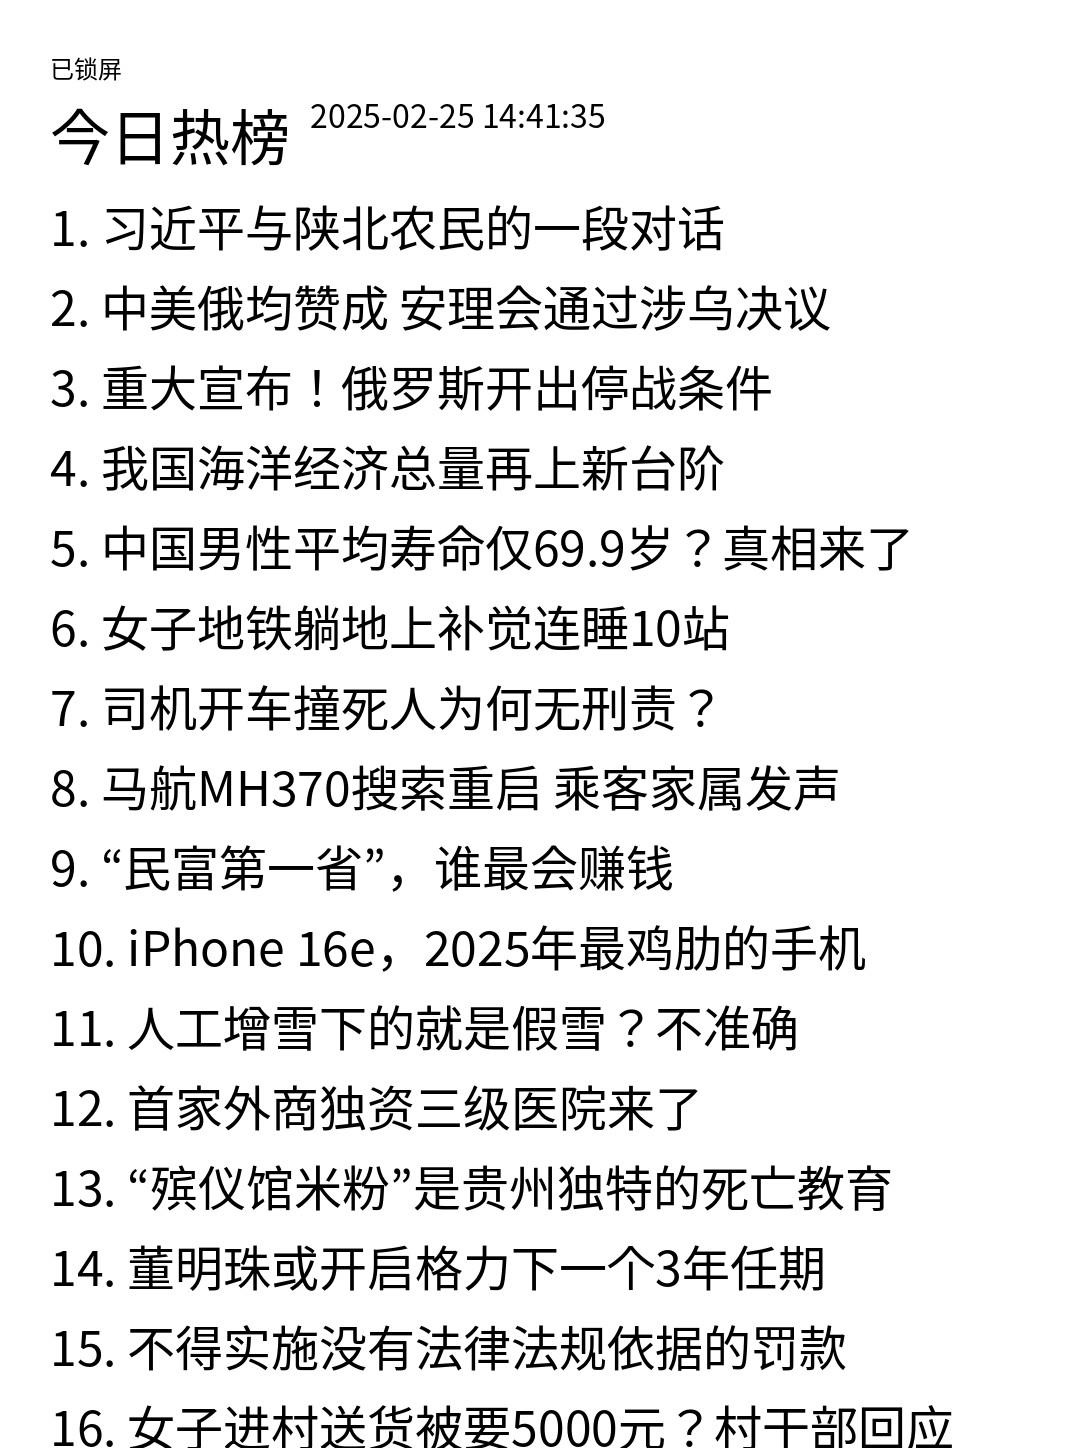 已锁屏
今日热榜 2025-02-25 14:41:35
1. 习近平与陕北农民的一段对话
2. 中美俄均赞成 安理会通过涉乌决议
3. 重大宣布！俄罗斯开出停战条件
4. 我国海洋经济总量再上新台阶
5. 中国男性平均寿命仅69.9岁？真相来了
6. 女子地铁躺地上补觉连睡10站
7. 司机开车撞死人为何无刑责？
8. 马航MH370搜索重启 乘客家属发声
9. “民富第一省”，谁最会赚钱
10. iPhone 16e，2025年最鸡肋的手机
11. 人工增雪下的就是假雪？不准确
12. 首家外商独资三级医院来了
13. “殡仪馆米粉”是贵州独特的死亡教育
14. 董明珠或开启格力下一个3年任期
15. 不得实施没有法律法规依据的罚款
16. 女子进村送货被要5000元？村干部回应